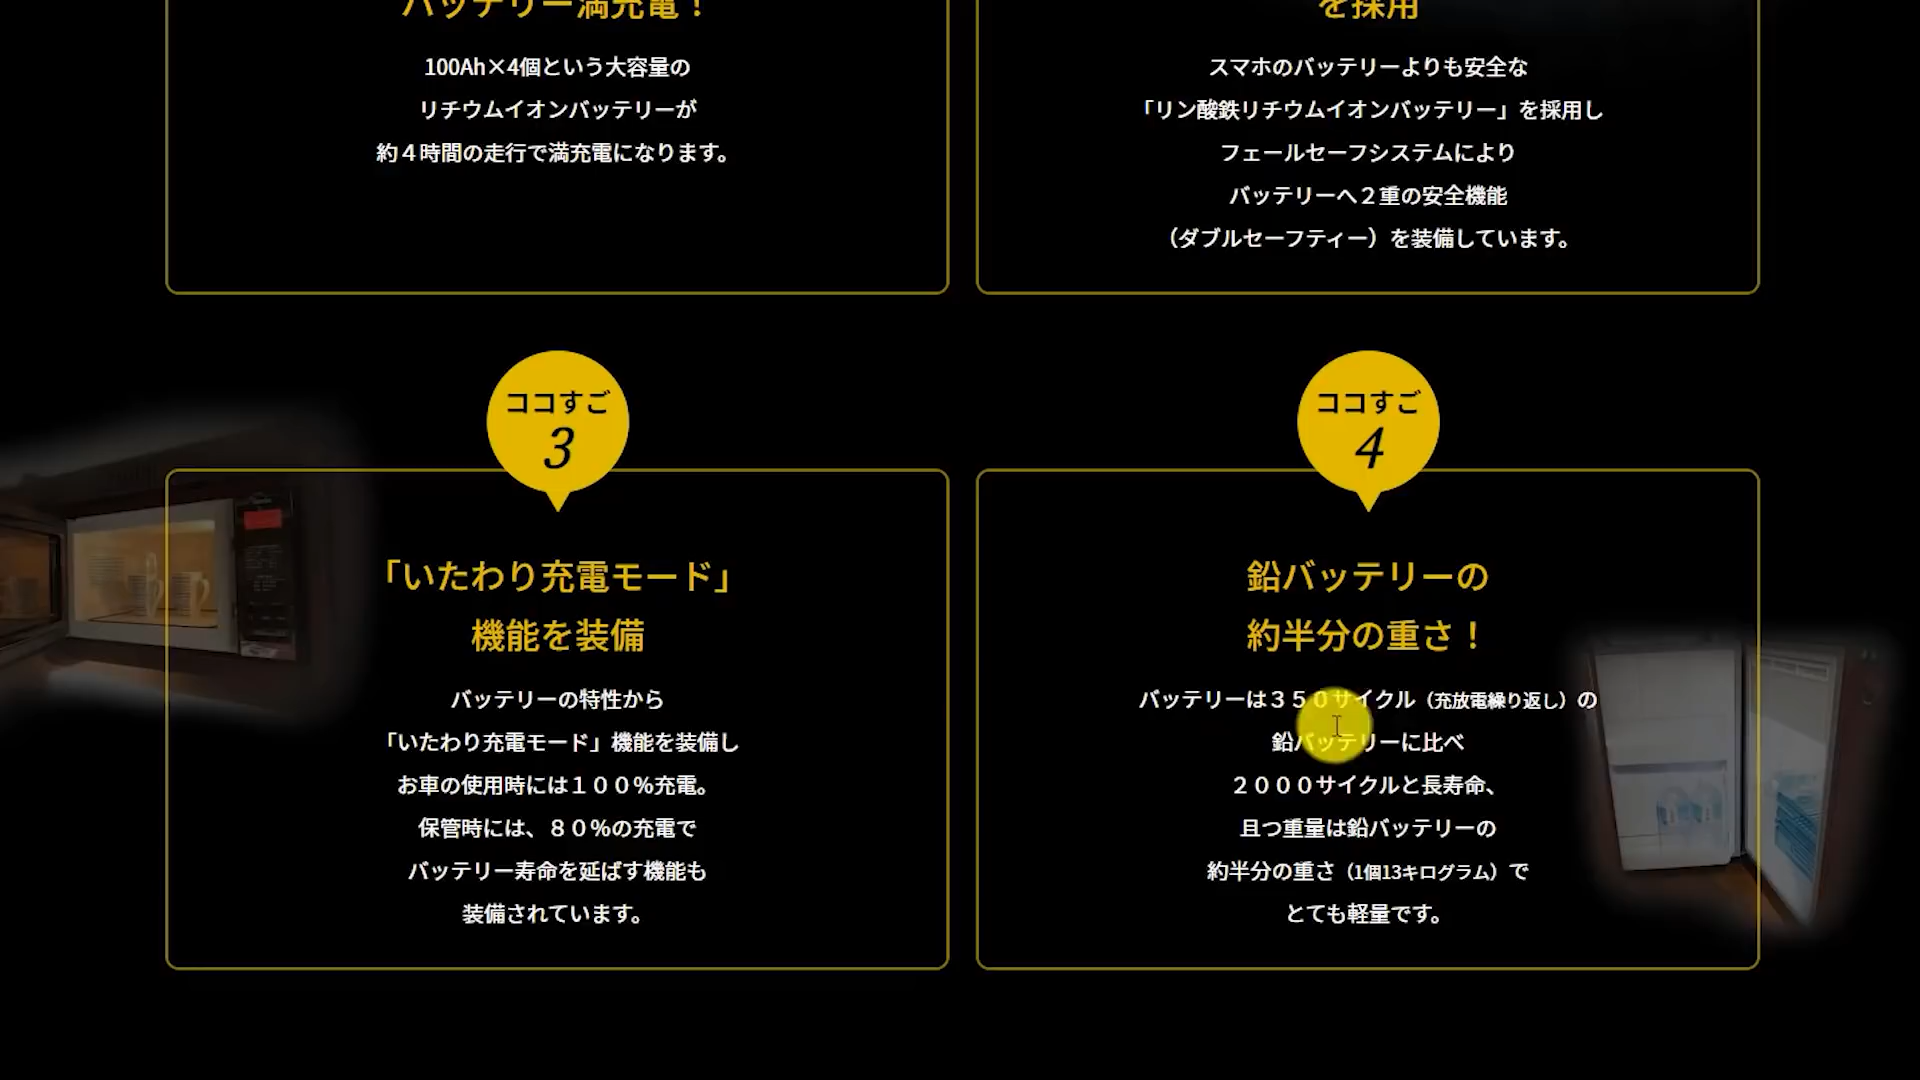 バッテリー満充電！
100Ah×4個という大容量の
リチウムイオンバッテリーが
約４時間の走行で満充電になります。
を採用
スマホのバッテリーよりも安全な
「リン酸鉄リチウムイオンバッテリー」を採用し
フェールセーフシステムにより
バッテリーへ２重の安全機能
（ダブルセーフティー）を装備しています。
ココすご
3
「いたわり充電モード」
機能を装備
バッテリーの特性から
「いたわり充電モード」機能を装備し
お車の使用時には１００％充電。
保管時には、８０％の充電で
バッテリー寿命を延ばす機能も
装備されています。
ココすご
4
鉛バッテリーの
約半分の重さ！
バッテリーは３５０サイクル（充放電繰り返し）の
鉛バッテリーに比べ
２０００サイクルと長寿命、
且つ重量は鉛バッテリーの
約半分の重さ（1個13キログラム）で
とても軽量です。